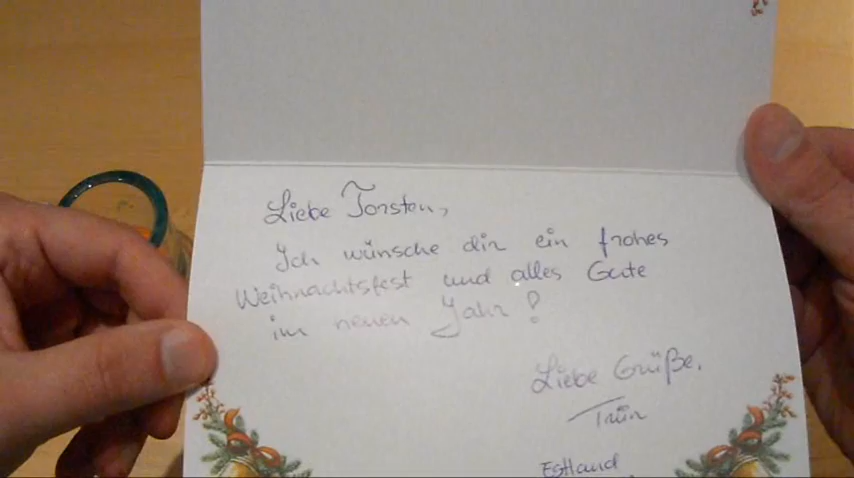 Liebe Torsten,
Ich wünsche dir ein frohes
Weihnachtsfest und alles Gute
im neuen Jahr!
Liebe Grüße,
Triin
Estland